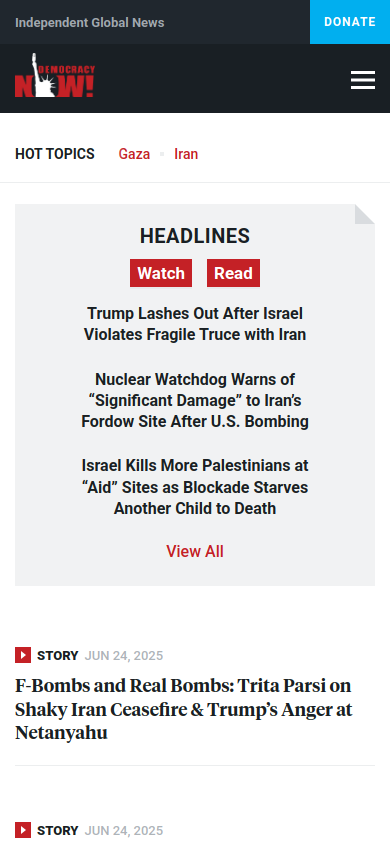 Independent Global News
DONATE
DEMOCRACY
NOW!
HOT TOPICS
Gaza
Iran
HEADLINES
Watch
Read
Trump Lashes Out After Israel
Violates Fragile Truce with Iran
Nuclear Watchdog Warns of
“Significant Damage” to Iran’s
Fordow Site After U.S. Bombing
Israel Kills More Palestinians at
“Aid” Sites as Blockade Starves
Another Child to Death
View All
STORY JUN 24, 2025
F-Bombs and Real Bombs: Trita Parsi on
Shaky Iran Ceasefire & Trump’s Anger at
Netanyahu
STORY JUN 24, 2025